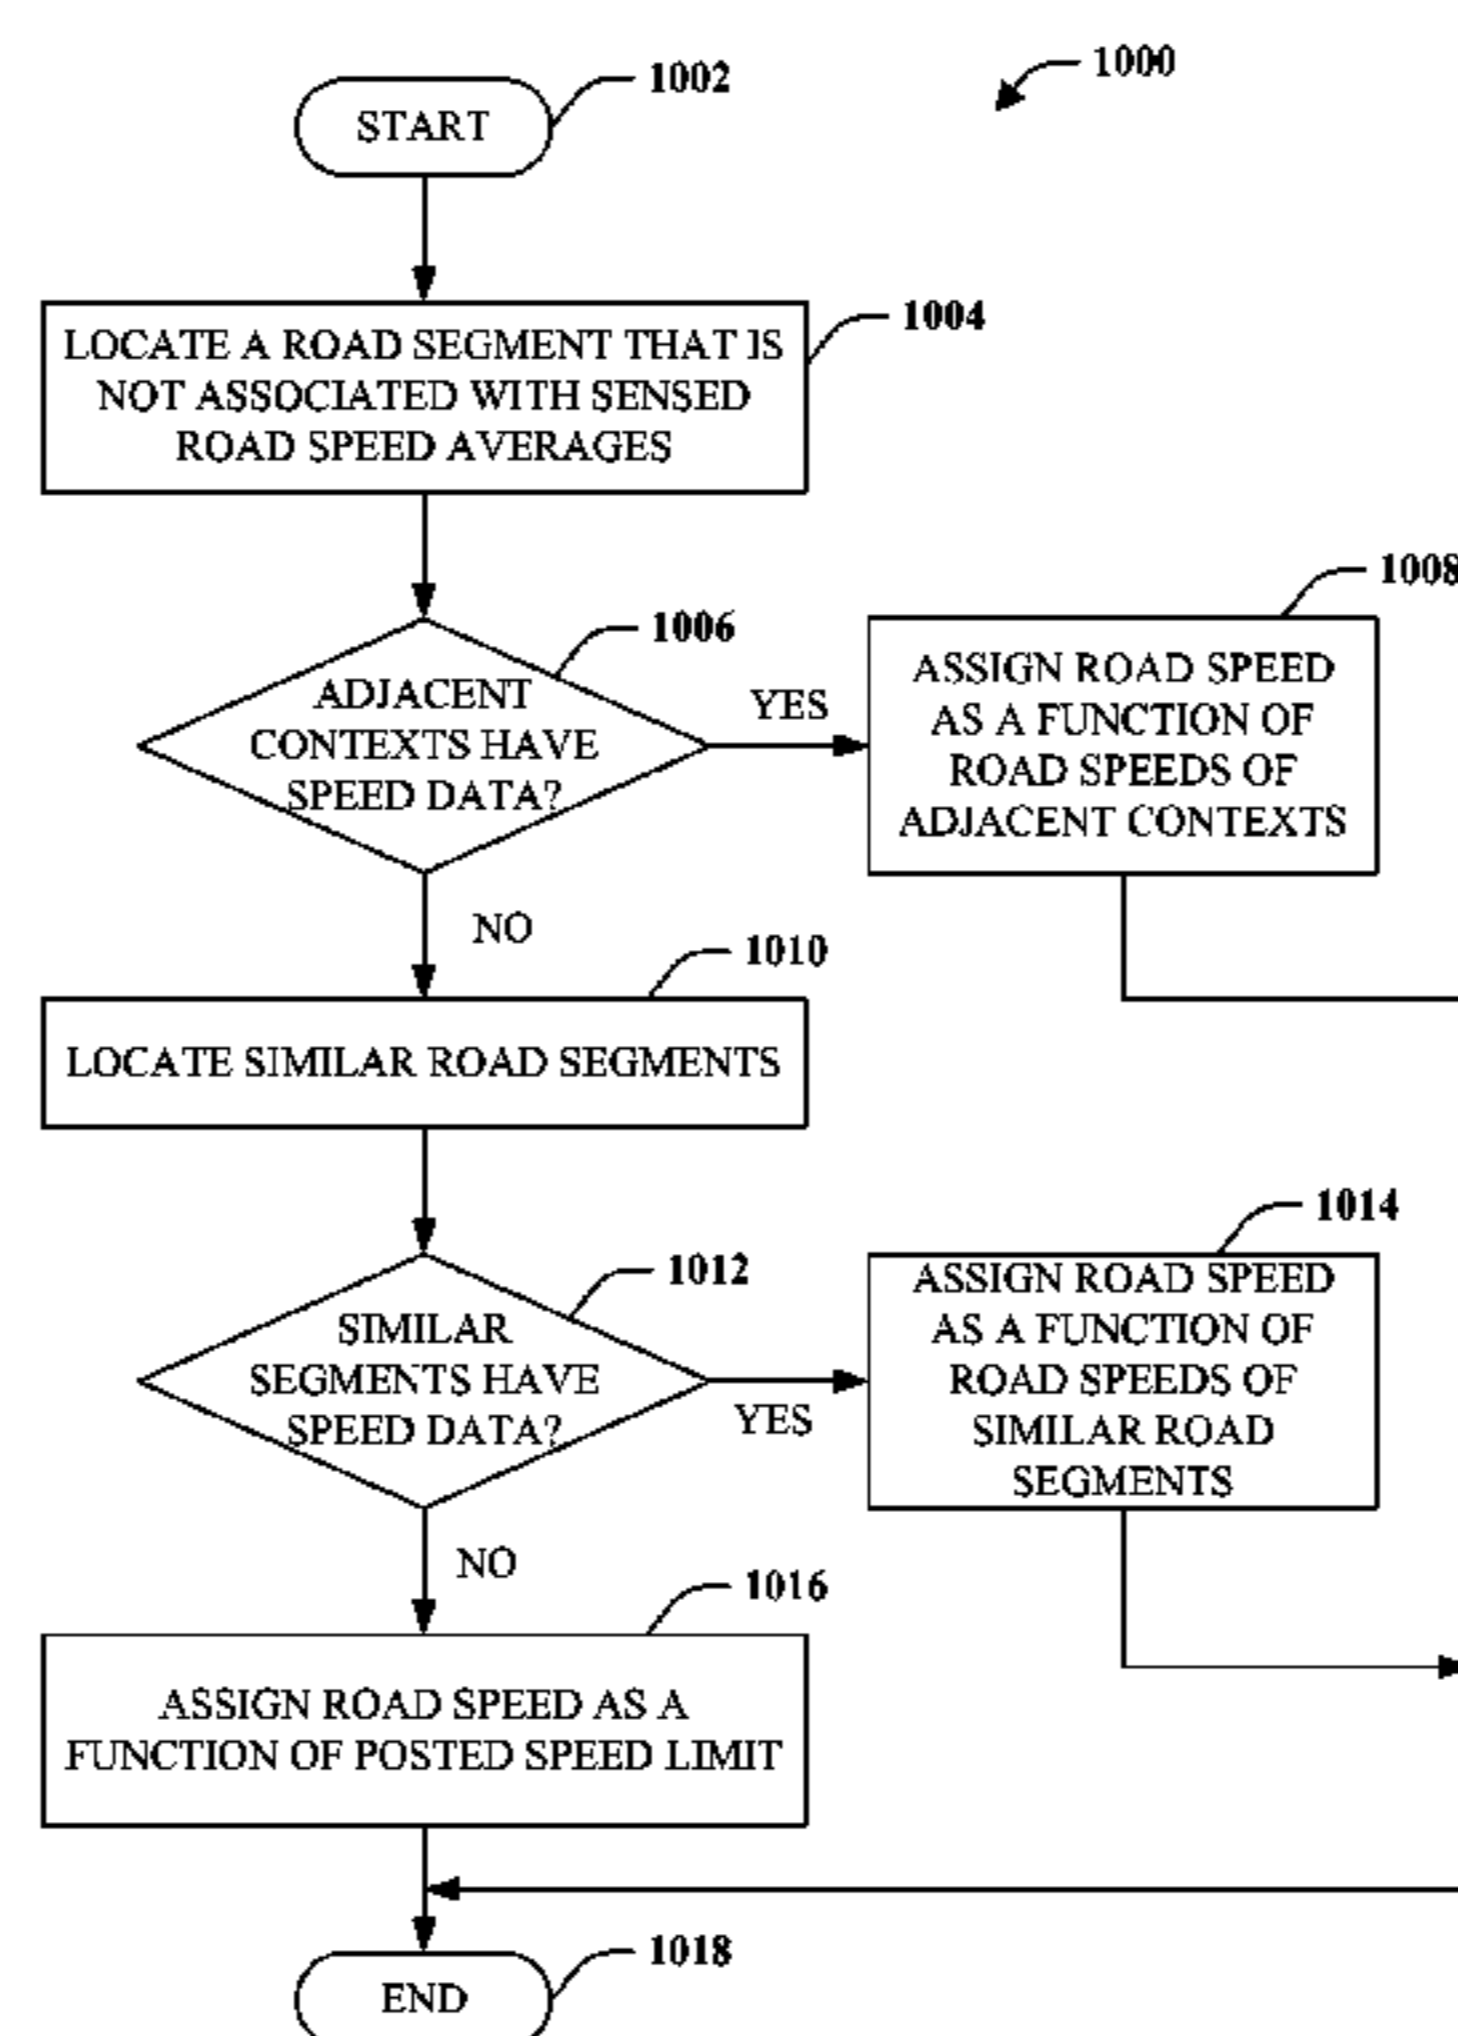 1000
1002
START
1004
LOCATE A ROAD SEGMENT THAT IS
NOT ASSOCIATED WITH SENSED
ROAD SPEED AVERAGES
1006
ADJACENT
CONTEXTS HAVE
SPEED DATA?
YES
1008
ASSIGN ROAD SPEED
AS A FUNCTION OF
ROAD SPEEDS OF
ADJACENT CONTEXTS
NO
1010
LOCATE SIMILAR ROAD SEGMENTS
1012
SIMILAR
SEGMENTS HAVE
SPEED DATA?
YES
1014
ASSIGN ROAD SPEED
AS A FUNCTION OF
ROAD SPEEDS OF
SIMILAR ROAD
SEGMENTS
NO
1016
ASSIGN ROAD SPEED AS A
FUNCTION OF POSTED SPEED LIMIT
1018
END